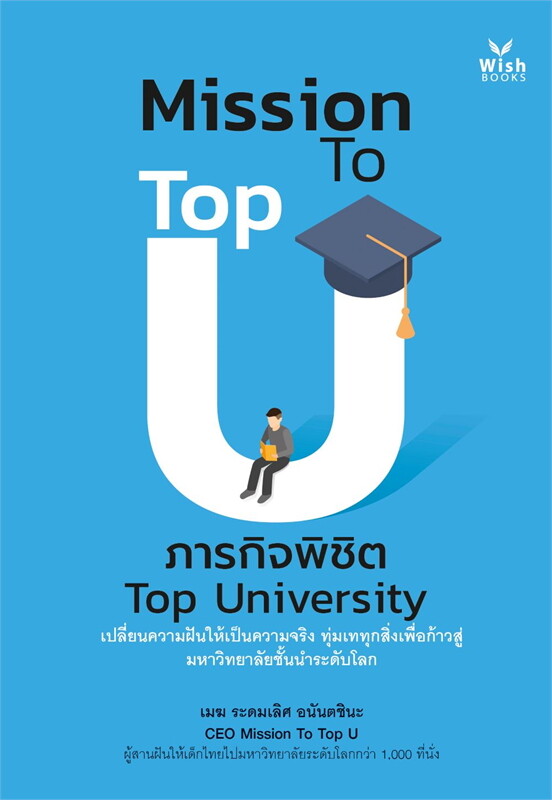 Wish
BOOKS
Mission
To
Top
U
ภารกิจพิชิต
Top University
เปลี่ยนความฝันให้เป็นความจริง ทุ่มเททุกสิ่งเพื่อก้าวสู่
มหาวิทยาลัยชั้นนำระดับโลก
เมฆ ระดมเลิศ อนันตชินะ
CEO Mission To Top U
ผู้สานฝันให้เด็กไทยไปมหาวิทยาลัยระดับโลกกว่า 1,000 ที่นั่ง